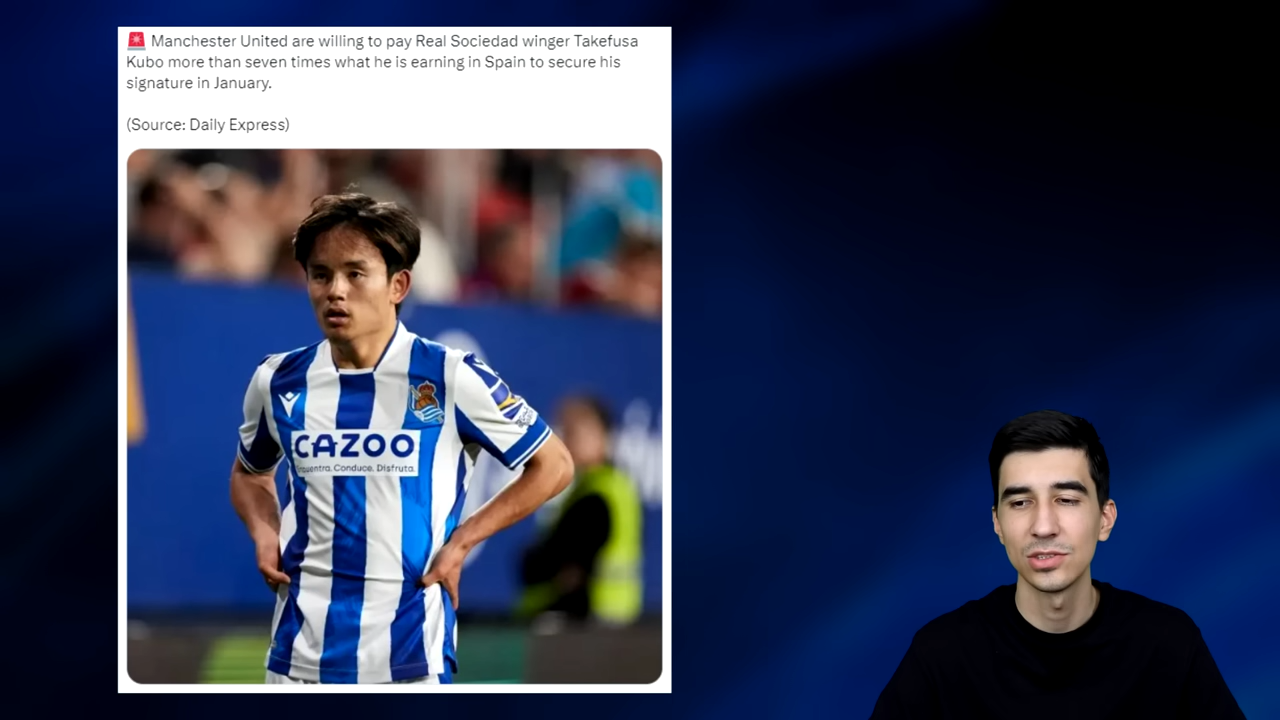 🚨 Manchester United are willing to pay Real Sociedad winger Takefusa
Kubo more than seven times what he is earning in Spain to secure his
signature in January.
(Source: Daily Express)
CAZOO
Encuentra. Conduce. Disfruta.